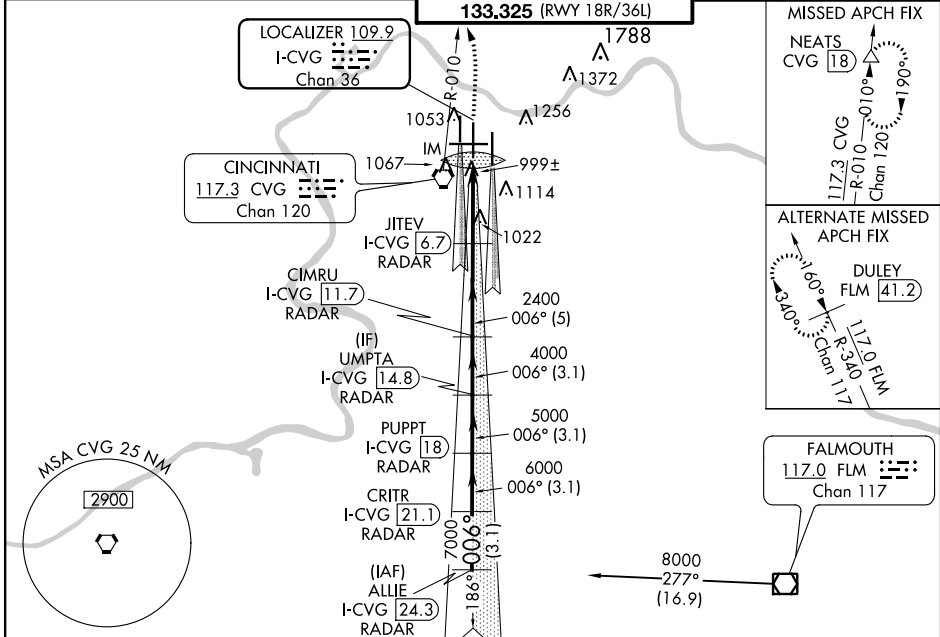 133.325 (RWY 18R/36L)
LOCALIZER 109.9
I-CVG
Chan 36
R-010
1788
1372
1256
1053
IM
1067
999±
1114
1022
CINCINNATI
117.3 CVG
Chan 120
JITEV
I-CVG 6.7
RADAR
CIMRU
I-CVG 11.7
RADAR
2400
006° (5)
(IF)
UMPTA
I-CVG 14.8
RADAR
4000
006° (3.1)
PUPPT
I-CVG 18
RADAR
5000
006° (3.1)
CRITR
I-CVG 21.1
RADAR
6000
006° (3.1)
(IAF)
ALLIE
I-CVG 24.3
RADAR
7000
006°
(3.1)
186°
MSA CVG 25 NM
2900
MISSED APCH FIX
NEATS
CVG 18
010°
190°
117.3 CVG
R-010
Chan 120
ALTERNATE MISSED
APCH FIX
DULEY
FLM 41.2
160°
340°
117.0 FLM
R-340
Chan 117
FALMOUTH
117.0 FLM
Chan 117
8000
277°
(16.9)